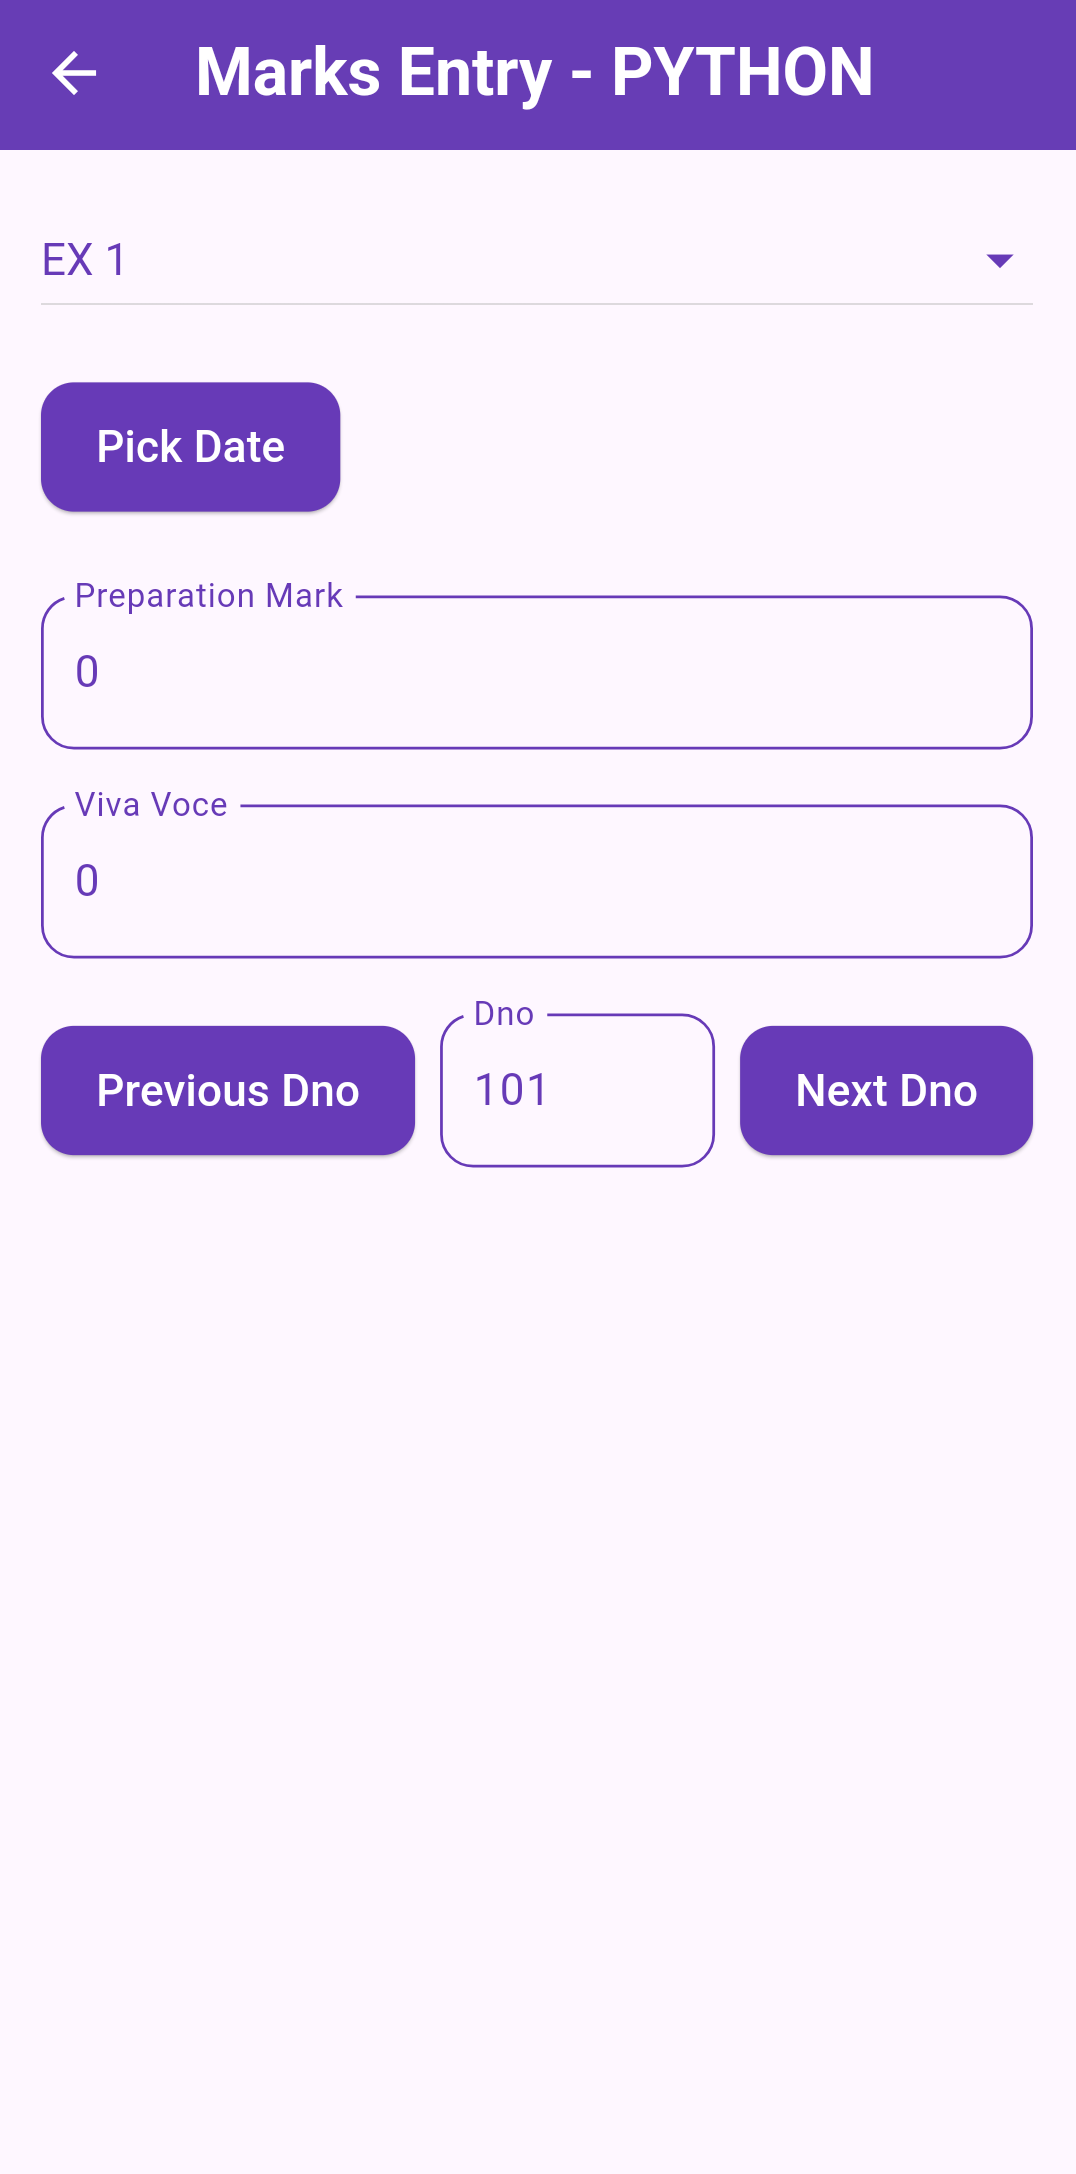 Marks Entry - PYTHON
EX 1
Pick Date
Preparation Mark
0
Viva Voce
0
Previous Dno
Dno
101
Next Dno